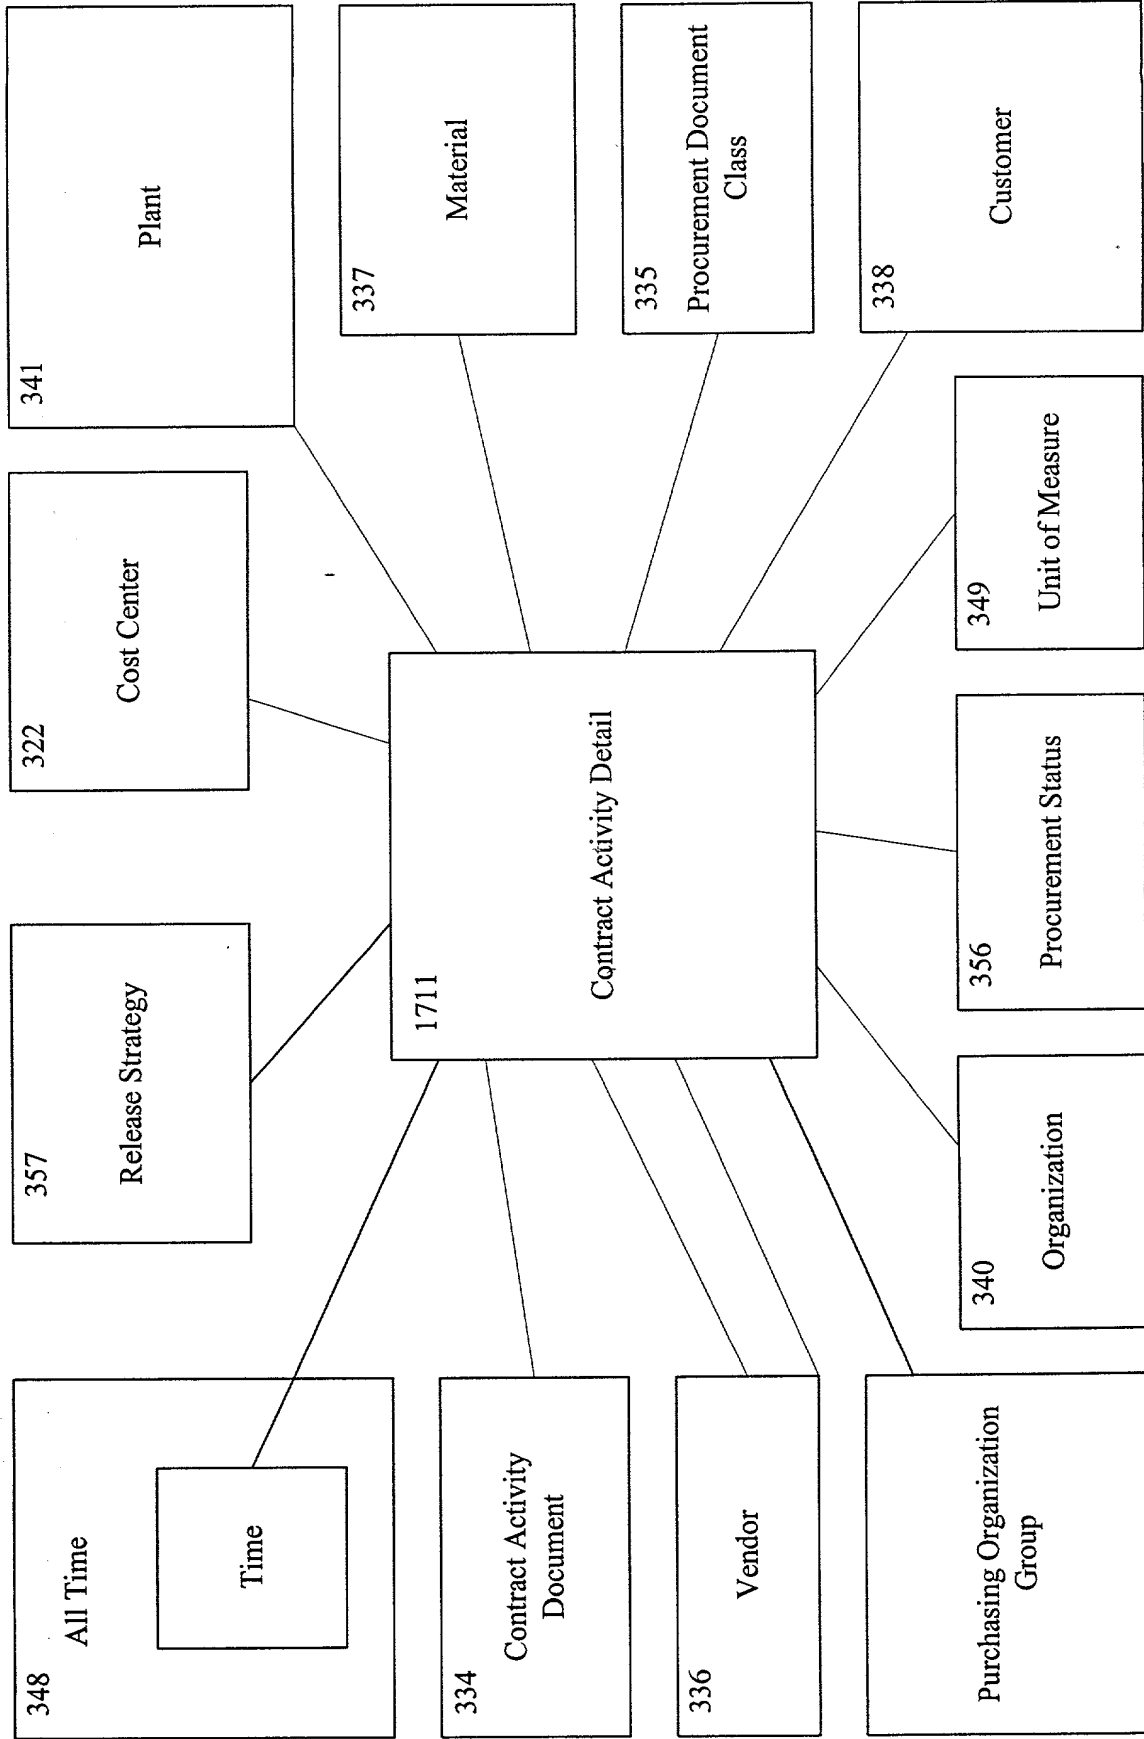 348
All Time
Time
357
Release Strategy
322
Cost Center
341
Plant
334
Contract Activity
Document
1711
Contract Activity Detail
337
Material
336
Vendor
335
Procurement Document
Class
Purchasing Organization
Group
340
Organization
356
Procurement Status
349
Unit of Measure
338
Customer